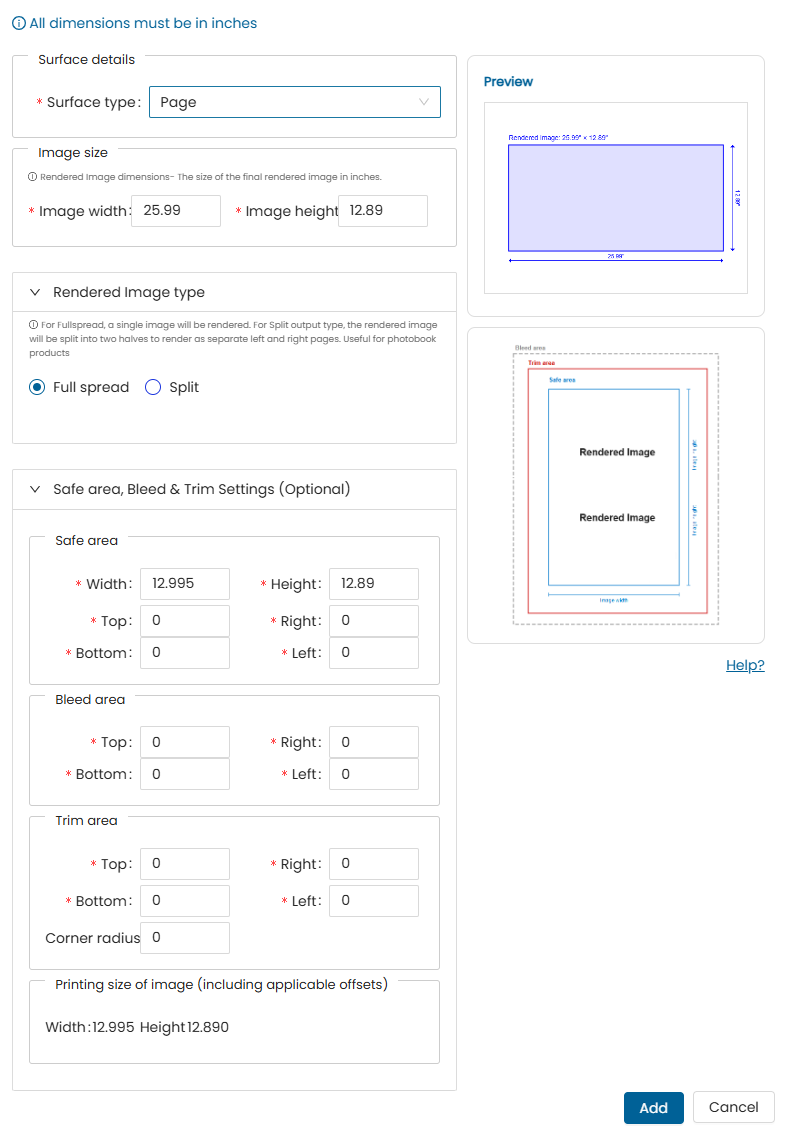 All dimensions must be in inches
Surface details
* Surface type: Page
Image size
Rendered Image dimensions- The size of the final rendered image in inches.
* Image width: 25.99 * Image height 12.89
Rendered Image type
For Fullspread, a single image will be rendered. For Split output type, the rendered image
will be split into two halves to render as separate left and right pages. Useful for photobook
products
Full spread Split
Safe area, Bleed & Trim Settings (Optional)
Safe area
* Width: 12.995 * Height: 12.89
* Top: 0 * Right: 0
* Bottom: 0 * Left: 0
Bleed area
* Top: 0 * Right: 0
* Bottom: 0 * Left: 0
Trim area
* Top: 0 * Right: 0
* Bottom: 0 * Left: 0
Corner radius 0
Printing size of image (including applicable offsets)
Width:12.995 Height12.890
Preview
Rendered Image: 25.99" × 12.89"
12.89"
25.99"
Bleed area
Trim area
Safe area
Rendered Image
Image Height
Rendered Image
Image Height
Image width
Help?
Add Cancel